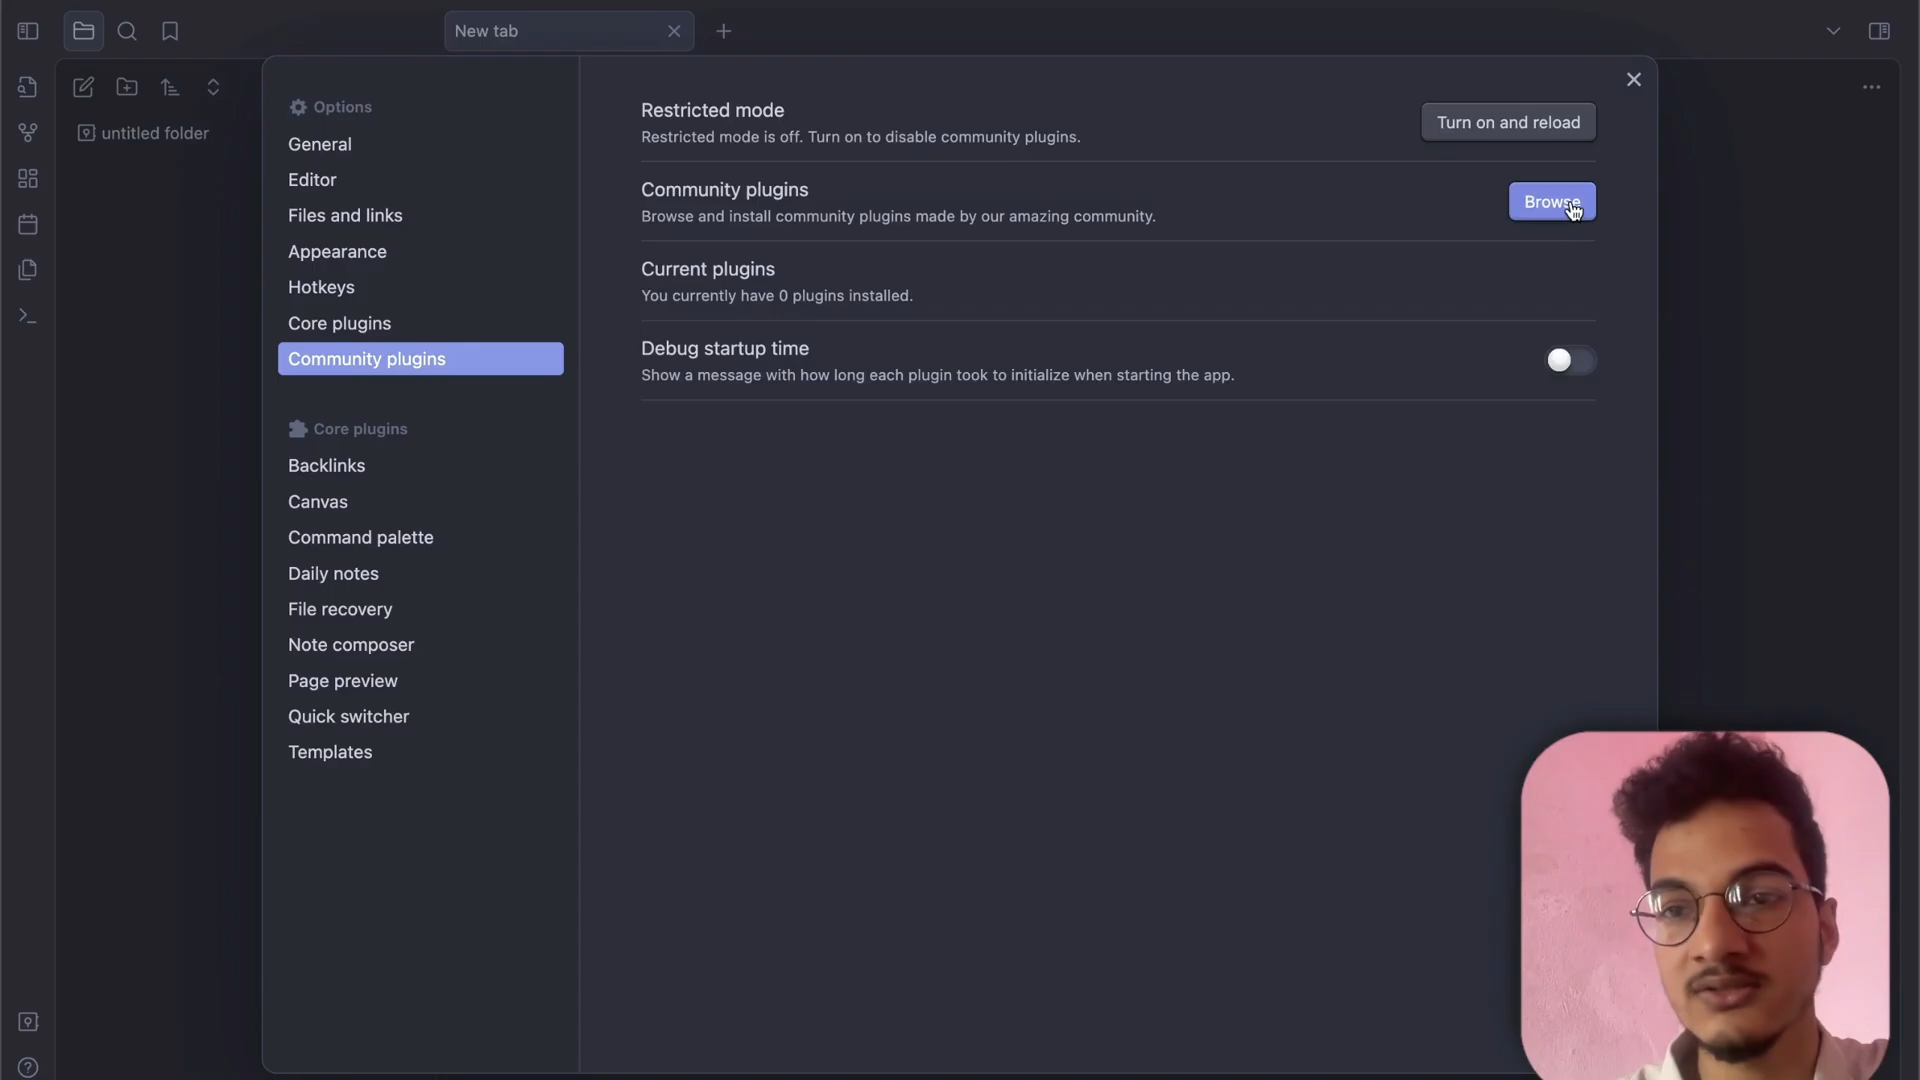 New tab
untitled folder
Options
General
Editor
Files and links
Appearance
Hotkeys
Core plugins
Community plugins
Core plugins
Backlinks
Canvas
Command palette
Daily notes
File recovery
Note composer
Page preview
Quick switcher
Templates
Restricted mode
Restricted mode is off. Turn on to disable community plugins.
Turn on and reload
Community plugins
Browse and install community plugins made by our amazing community.
Browse
Current plugins
You currently have 0 plugins installed.
Debug startup time
Show a message with how long each plugin took to initialize when starting the app.